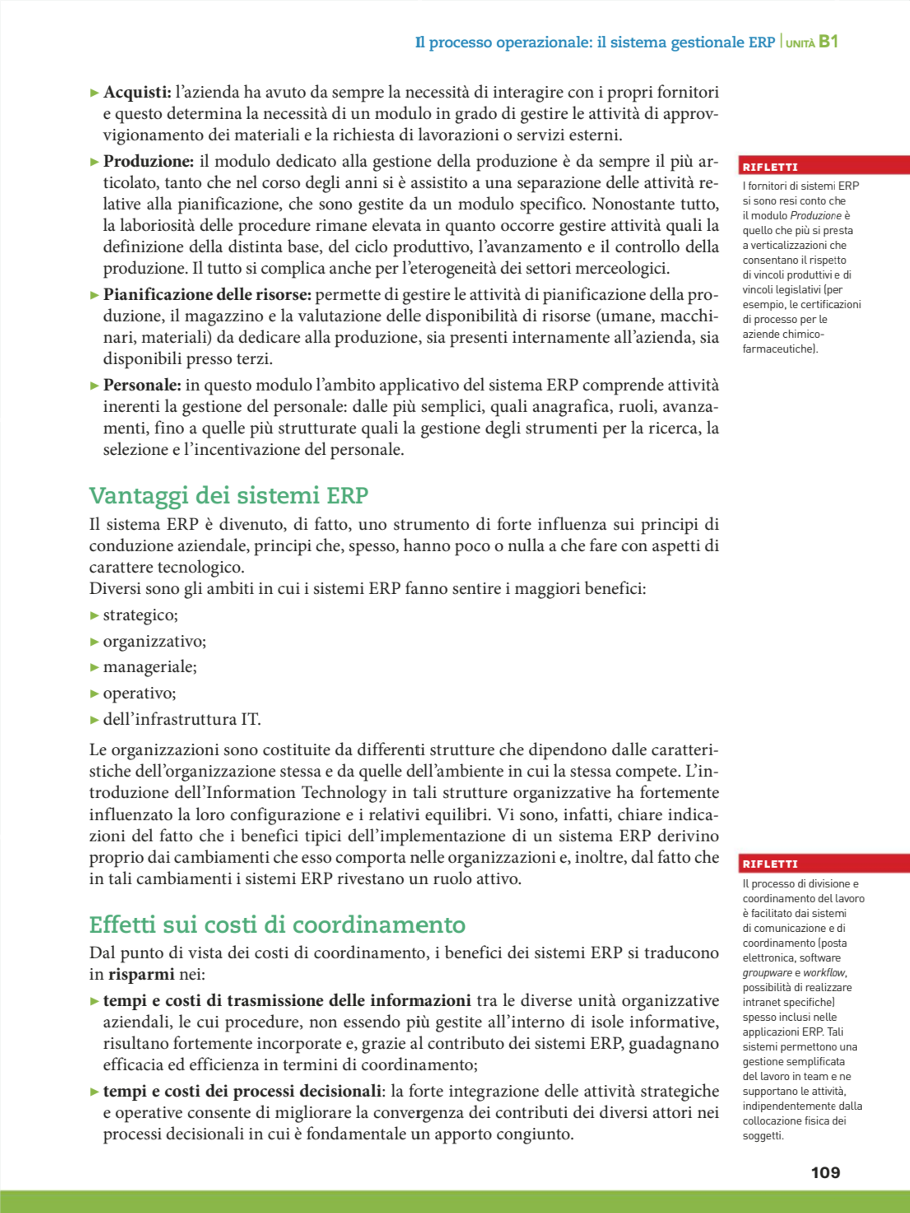 Il processo operazionale: il sistema gestionale ERP | UNITÀ B1
▶ Acquisti: l'azienda ha avuto da sempre la necessità di interagire con i propri fornitori
e questo determina la necessità di un modulo in grado di gestire le attività di approv-
vigionamento dei materiali e la richiesta di lavorazioni o servizi esterni.
▶ Produzione: il modulo dedicato alla gestione della produzione è da sempre il più ar-
ticolato, tanto che nel corso degli anni si è assistito a una separazione delle attività re-
lative alla pianificazione, che sono gestite da un modulo specifico. Nonostante tutto,
la laboriosità delle procedure rimane elevata in quanto occorre gestire attività quali la
definizione della distinta base, del ciclo produttivo, l'avanzamento e il controllo della
produzione. Il tutto si complica anche per l'eterogeneità dei settori merceologici.
▶ Pianificazione delle risorse: permette di gestire le attività di pianificazione della pro-
duzione, il magazzino e la valutazione delle disponibilità di risorse (umane, macchi-
nari, materiali) da dedicare alla produzione, sia presenti internamente all'azienda, sia
disponibili presso terzi.
▶ Personale: in questo modulo l'ambito applicativo del sistema ERP comprende attività
inerenti la gestione del personale: dalle più semplici, quali anagrafica, ruoli, avanza-
menti, fino a quelle più strutturate quali la gestione degli strumenti per la ricerca, la
selezione e l'incentivazione del personale.
RIFLETTI
I fornitori di sistemi ERP
si sono resi conto che
il modulo Produzione è
quello che più si presta
a verticalizzazioni che
consentano il rispetto
di vincoli produttivi e di
vincoli legislativi (per
esempio, le certificazioni
di processo per le
aziende chimico-
farmaceutiche).
Vantaggi dei sistemi ERP
Il sistema ERP è divenuto, di fatto, uno strumento di forte influenza sui principi di
conduzione aziendale, principi che, spesso, hanno poco o nulla a che fare con aspetti di
carattere tecnologico.
Diversi sono gli ambiti in cui i sistemi ERP fanno sentire i maggiori benefici:
▶ strategico;
▶ organizzativo;
▶ manageriale;
▶ operativo;
▶ dell'infrastruttura IT.
Le organizzazioni sono costituite da differenti strutture che dipendono dalle caratteri-
stiche dell'organizzazione stessa e da quelle dell'ambiente in cui la stessa compete. L'in-
troduzione dell'Information Technology in tali strutture organizzative ha fortemente
influenzato la loro configurazione e i relativi equilibri. Vi sono, infatti, chiare indica-
zioni del fatto che i benefici tipici dell'implementazione di un sistema ERP derivino
proprio dai cambiamenti che esso comporta nelle organizzazioni e, inoltre, dal fatto che
in tali cambiamenti i sistemi ERP rivestano un ruolo attivo.
Effetti sui costi di coordinamento
Dal punto di vista dei costi di coordinamento, i benefici dei sistemi ERP si traducono
in risparmi nei:
▶ tempi e costi di trasmissione delle informazioni tra le diverse unità organizzative
aziendali, le cui procedure, non essendo più gestite all'interno di isole informative,
risultano fortemente incorporate e, grazie al contributo dei sistemi ERP, guadagnano
efficacia ed efficienza in termini di coordinamento;
▶ tempi e costi dei processi decisionali: la forte integrazione delle attività strategiche
e operative consente di migliorare la convergenza dei contributi dei diversi attori nei
processi decisionali in cui è fondamentale un apporto congiunto.
RIFLETTI
Il processo di divisione e
coordinamento del lavoro
è facilitato dai sistemi
di comunicazione e di
coordinamento (posta
elettronica, software
groupware e workflow,
possibilità di realizzare
intranet specifiche)
spesso inclusi nelle
applicazioni ERP. Tali
sistemi permettono una
gestione semplificata
del lavoro in team e ne
supportano le attività,
indipendentemente dalla
collocazione fisica dei
soggetti.
109